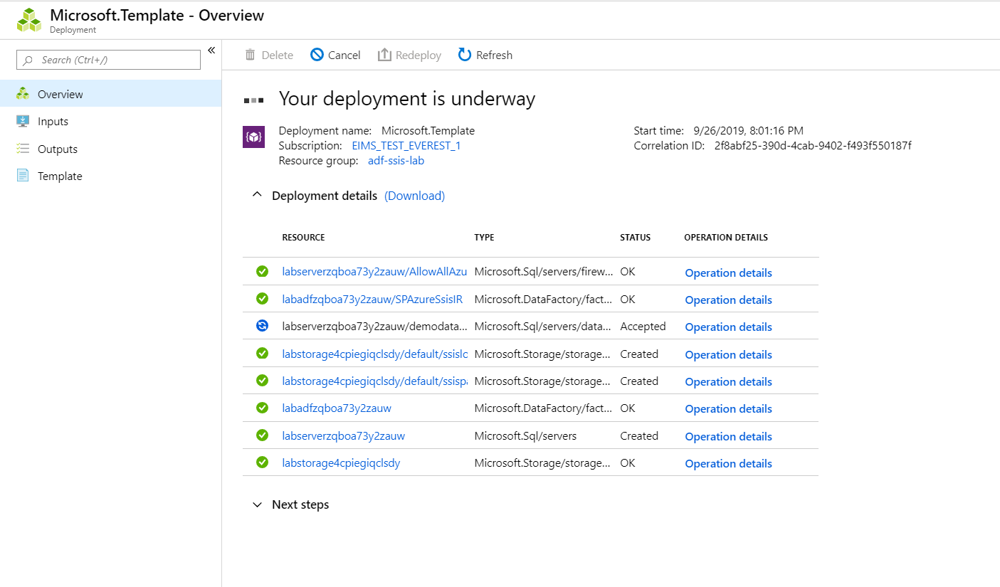 Microsoft.Template - Overview
Deployment
Search (Ctrl+/)
«
Overview
Inputs
Outputs
Template
Delete
Cancel
Redeploy
Refresh
Your deployment is underway
Deployment name: Microsoft.Template
Subscription: EIMS_TEST_EVEREST_1
Resource group: adf-ssis-lab
Start time: 9/26/2019, 8:01:16 PM
Correlation ID: 2f8abf25-390d-4cab-9402-f493f550187f
Deployment details (Download)
RESOURCE TYPE STATUS OPERATION DETAILS
labserverzqboa73y2zauw/AllowAllAzu Microsoft.Sql/servers/firew... OK Operation details
labadfzqboa73y2zauw/SPAzureSsisIR Microsoft.DataFactory/fact... OK Operation details
labserverzqboa73y2zauw/demodata... Microsoft.Sql/servers/data... Accepted Operation details
labstorage4cpiegiqclsdy/default/ssislo Microsoft.Storage/storage... Created Operation details
labstorage4cpiegiqclsdy/default/ssispa Microsoft.Storage/storage... Created Operation details
labadfzqboa73y2zauw Microsoft.DataFactory/fact... OK Operation details
labserverzqboa73y2zauw Microsoft.Sql/servers Created Operation details
labstorage4cpiegiqclsdy Microsoft.Storage/storage... OK Operation details
Next steps